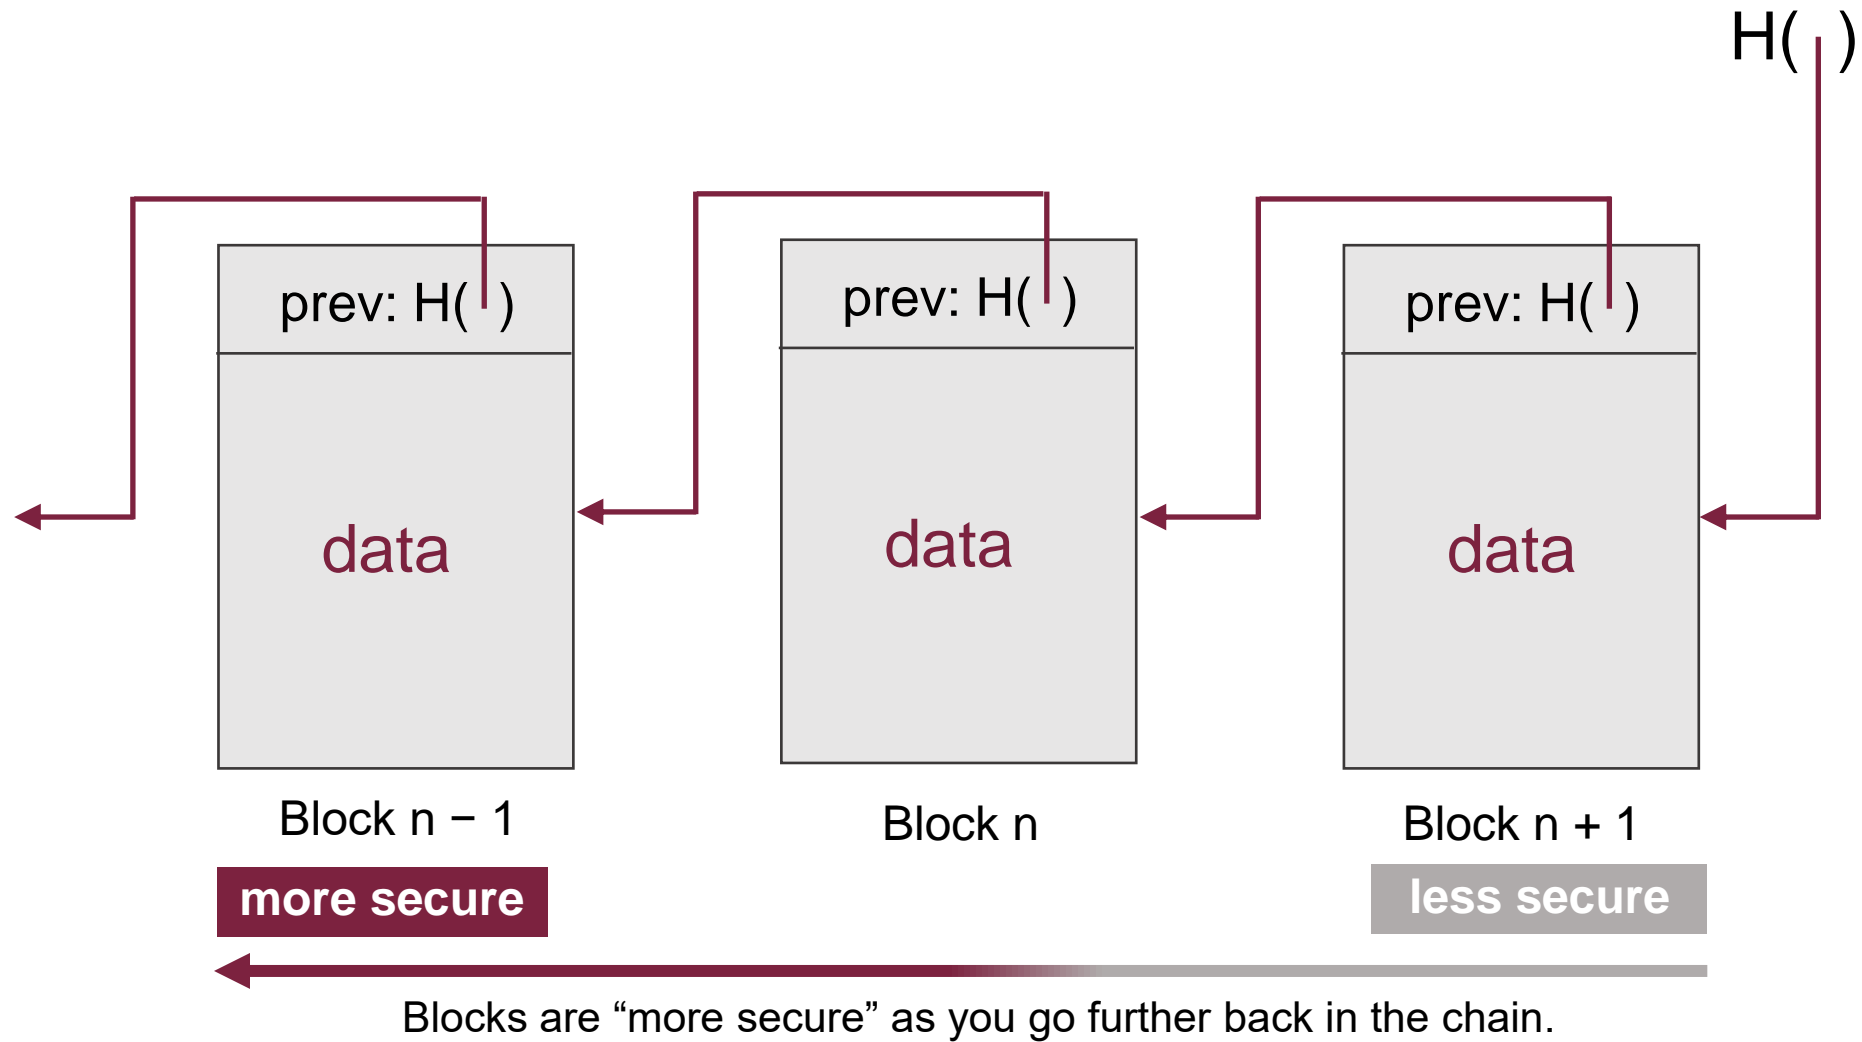 H( )
prev: H( )
prev: H( )
prev: H( )
data
data
data
Block n − 1
Block n
Block n + 1
more secure
less secure
Blocks are “more secure” as you go further back in the chain.